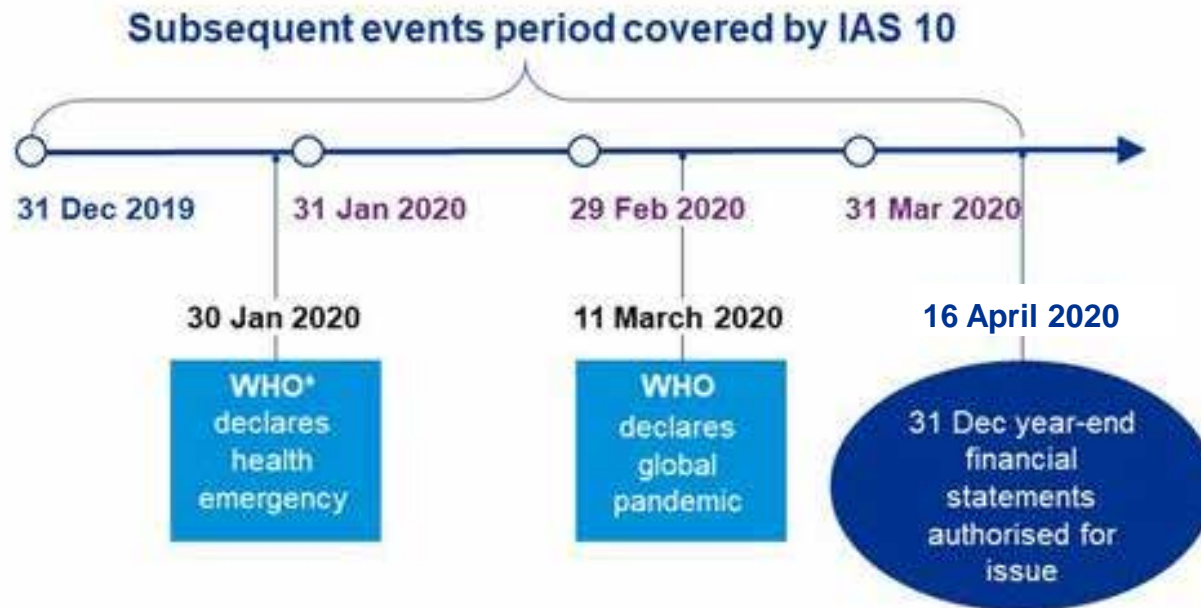 Subsequent events period covered by IAS 10
31 Dec 2019
31 Jan 2020
29 Feb 2020
31 Mar 2020
30 Jan 2020
11 March 2020
16 April 2020
WHO*
declares
health
emergency
WHO
declares
global
pandemic
31 Dec year-end
financial
statements
authorised for
issue